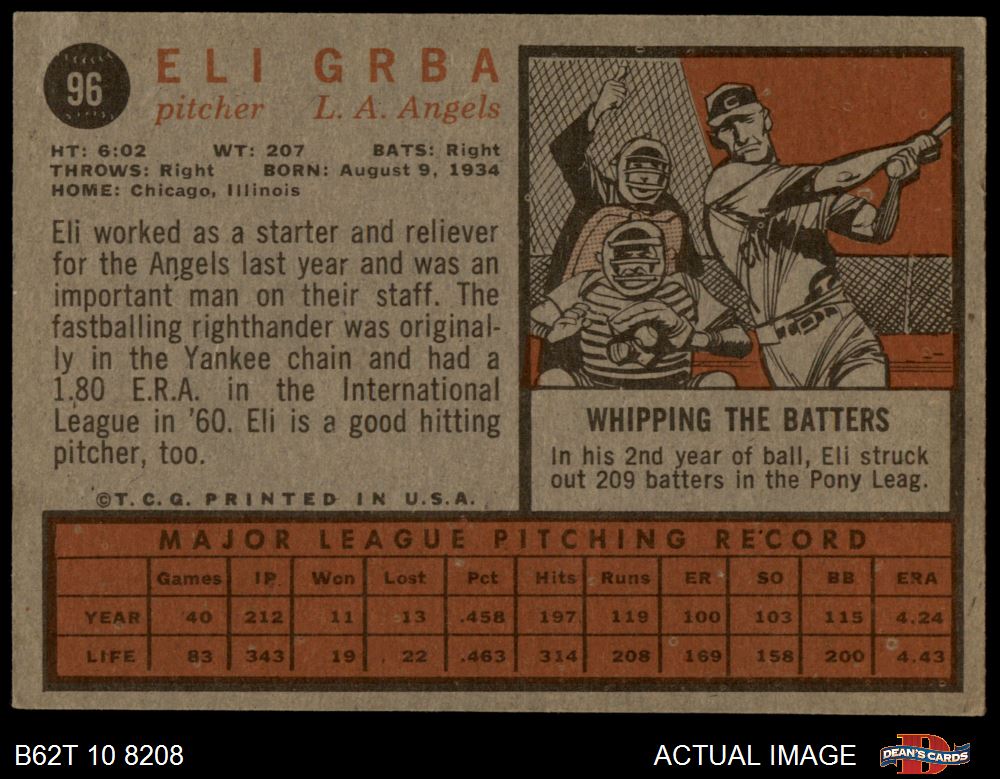 96
ELI GRBA
pitcher L. A. Angels
HT: 6:02 WT: 207 BATS: Right
THROWS: Right BORN: August 9, 1934
HOME: Chicago, Illinois
Eli worked as a starter and reliever
for the Angels last year and was an
important man on their staff. The
fastballing righthander was original-
ly in the Yankee chain and had a
1.80 E.R.A. in the International
League in '60. Eli is a good hitting
pitcher, too.
©T.C.G. PRINTED IN U.S.A.
C
WHIPPING THE BATTERS
In his 2nd year of ball, Eli struck
out 209 batters in the Pony Leag.
MAJOR LEAGUE PITCHING RECORD
Games IP Won Lost Pct Hits Runs ER SO BB ERA
YEAR 40 212 11 13 .458 197 119 100 103 115 4.24
LIFE 83 343 19 22 .463 314 208 169 158 200 4.43
B62T 10 8208 ACTUAL IMAGE DEAN'S CARDS